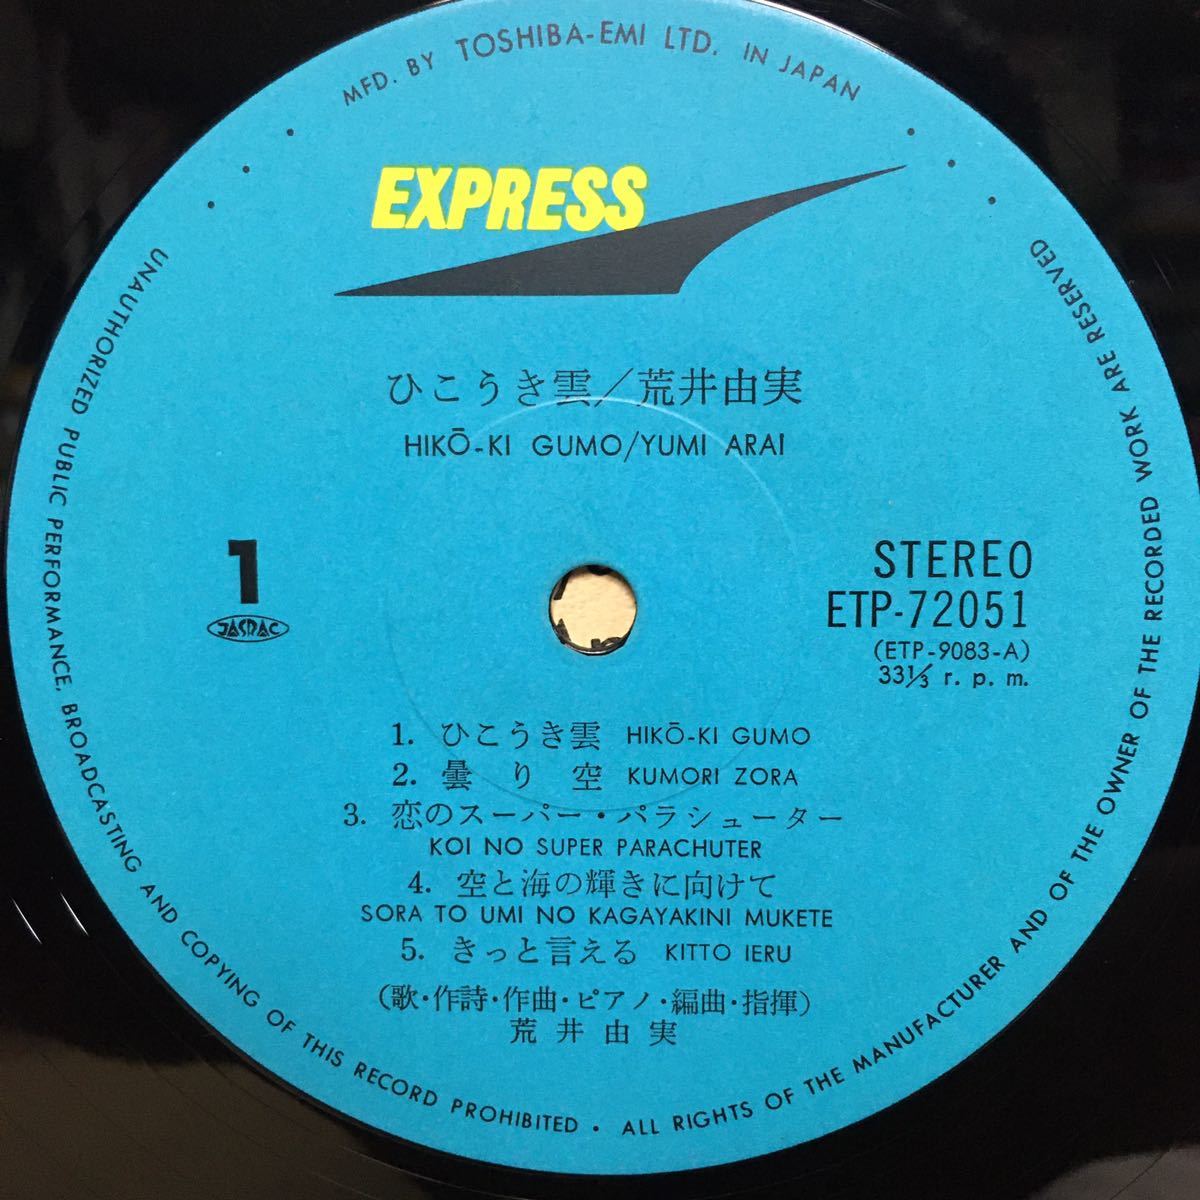 MFD. BY TOSHIBA-EMI LTD. IN JAPAN
EXPRESS
ひこうき雲／荒井由実
HIKŌ-KI GUMO/YUMI ARAI
1
JASRAC
STEREO
ETP-72051
(ETP-9083-A)
33⅓ r. p. m.
1. ひこうき雲 HIKŌ-KI GUMO
2. 曇り空 KUMORI ZORA
3. 恋のスーパー・パラシューター
KOI NO SUPER PARACHUTER
4. 空と海の輝きに向けて
SORA TO UMI NO KAGAYAKINI MUKETE
5. きっと言える KITTO IERU
(歌・作詩・作曲・ピアノ・編曲・指揮)
荒井由実
UNAUTHORIZED PUBLIC PERFORMANCE, BROADCASTING AND COPYING OF THIS RECORD PROHIBITED • ALL RIGHTS OF THE MANUFACTURER AND OF THE OWNER OF THE RECORDED WORK ARE RESERVED